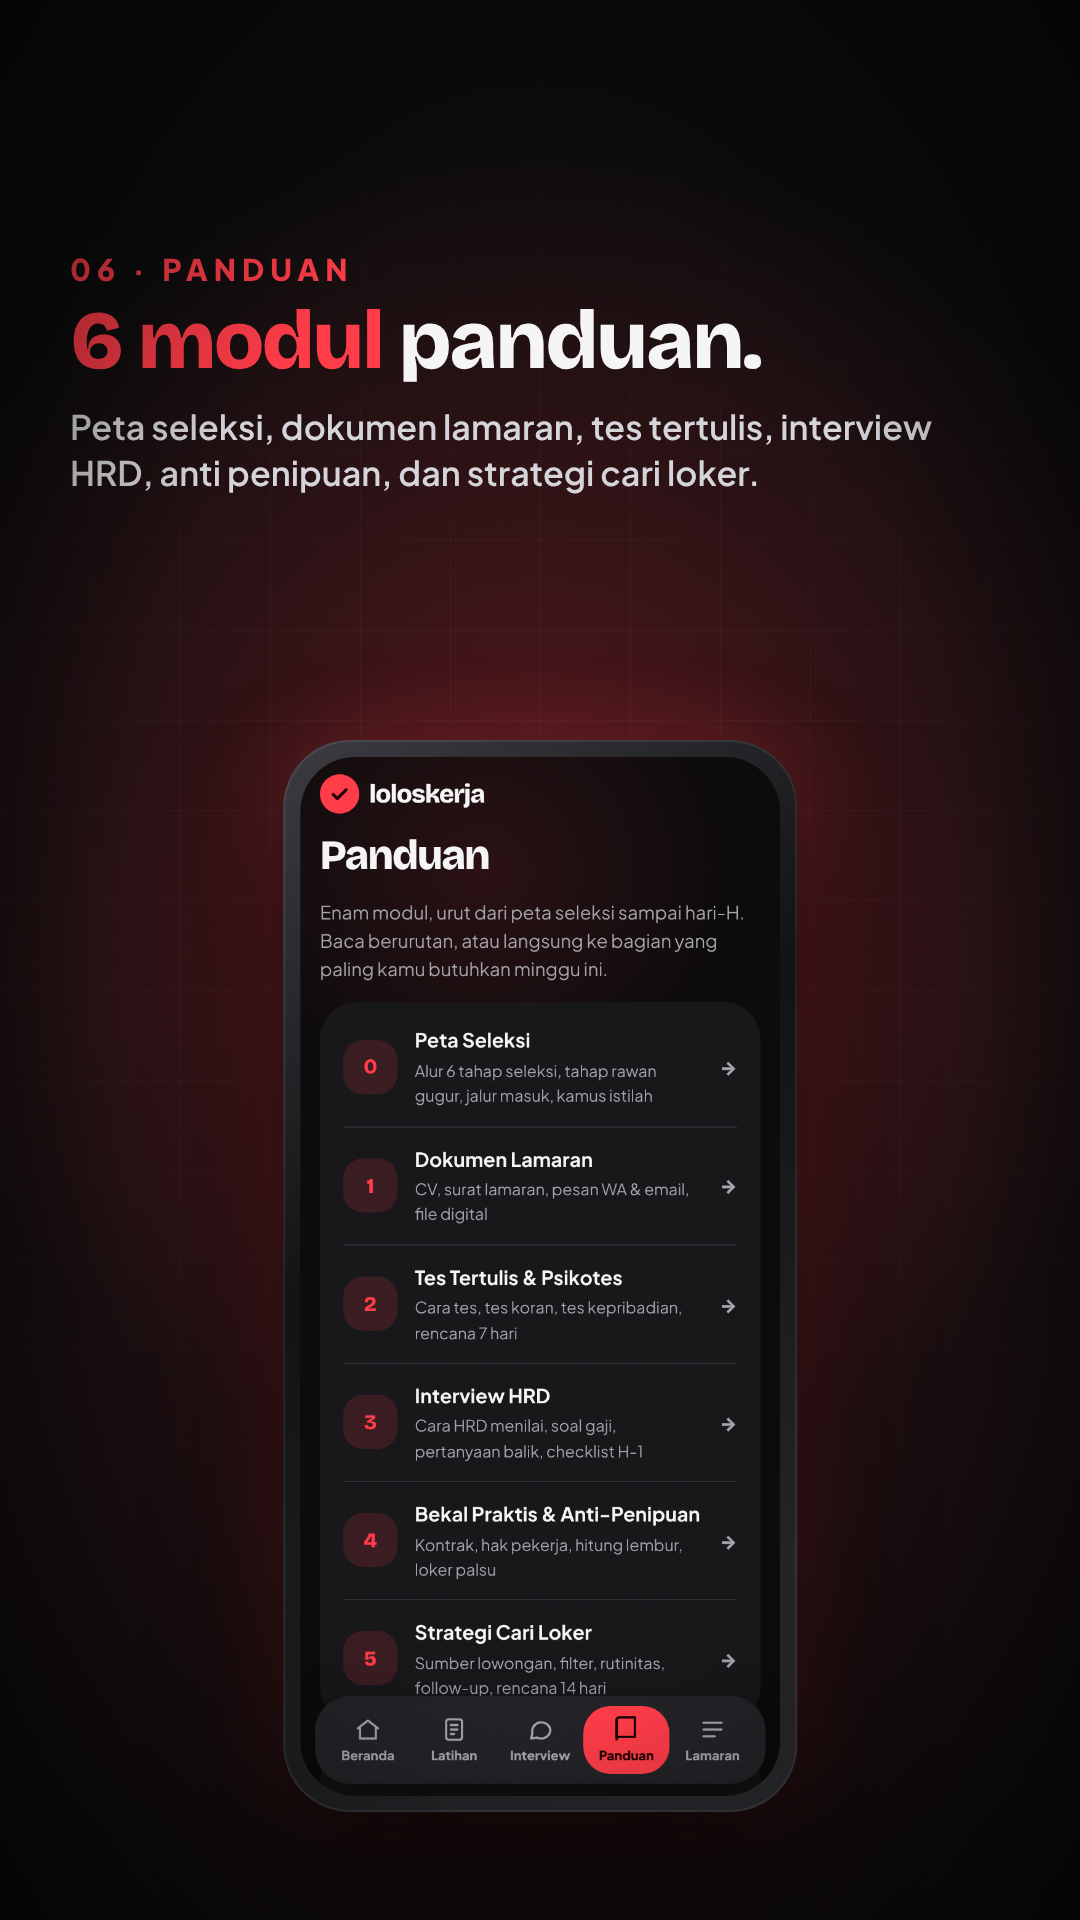 06 · PANDUAN
6 modul panduan.
Peta seleksi, dokumen lamaran, tes tertulis, interview
HRD, anti penipuan, dan strategi cari loker.
loloskerja
Panduan
Enam modul, urut dari peta seleksi sampai hari-H.
Baca berurutan, atau langsung ke bagian yang
paling kamu butuhkan minggu ini.
0
Peta Seleksi
Alur 6 tahap seleksi, tahap rawan
gugur, jalur masuk, kamus istilah
1
Dokumen Lamaran
CV, surat lamaran, pesan WA & email,
file digital
2
Tes Tertulis & Psikotes
Cara tes, tes koran, tes kepribadian,
rencana 7 hari
3
Interview HRD
Cara HRD menilai, soal gaji,
pertanyaan balik, checklist H-1
4
Bekal Praktis & Anti-Penipuan
Kontrak, hak pekerja, hitung lembur,
loker palsu
5
Strategi Cari Loker
Sumber lowongan, filter, rutinitas,
follow-up, rencana 14 hari
Beranda Latihan Interview Panduan Lamaran